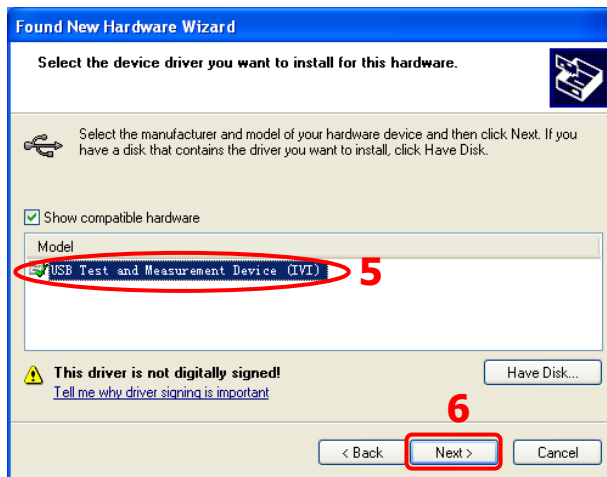 Found New Hardware Wizard
Select the device driver you want to install for this hardware.
Select the manufacturer and model of your hardware device and then click Next. If you
have a disk that contains the driver you want to install, click Have Disk.
Show compatible hardware
Model
USB Test and Measurement Device (IVI)
5
This driver is not digitally signed!
Have Disk...
Tell me why driver signing is important
6
< Back
Next >
Cancel